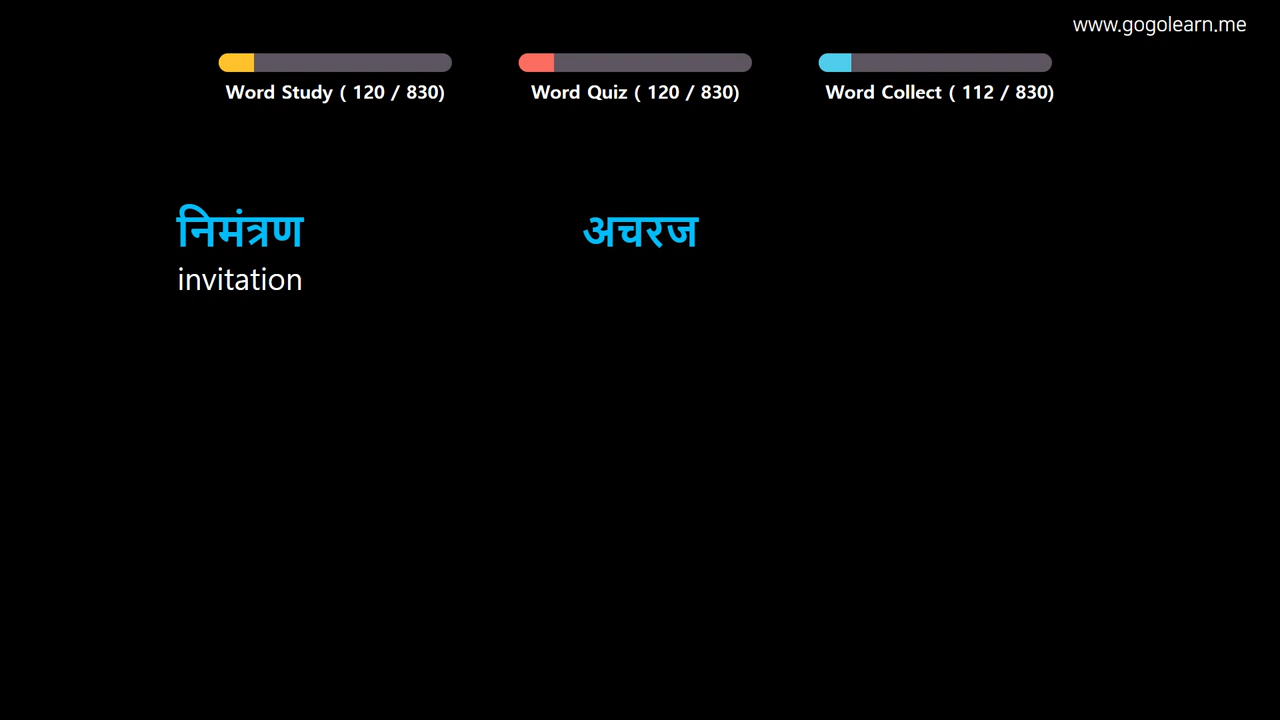 www.gogolearn.me
Word Study ( 120 / 830)
Word Quiz ( 120 / 830)
Word Collect ( 112 / 830)
निमंत्रण
invitation
अचरज